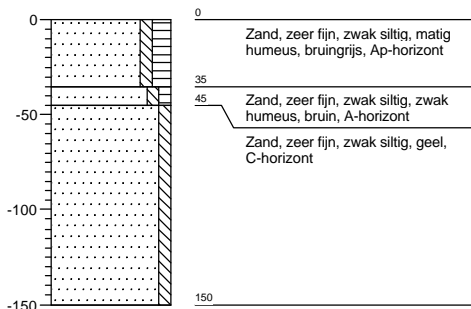 0
-50
-100
-150
0
Zand, zeer fijn, zwak siltig, matig
humeus, bruingrijs, Ap-horizont
35
Zand, zeer fijn, zwak siltig, zwak
humeus, bruin, A-horizont
45
Zand, zeer fijn, zwak siltig, geel,
C-horizont
150